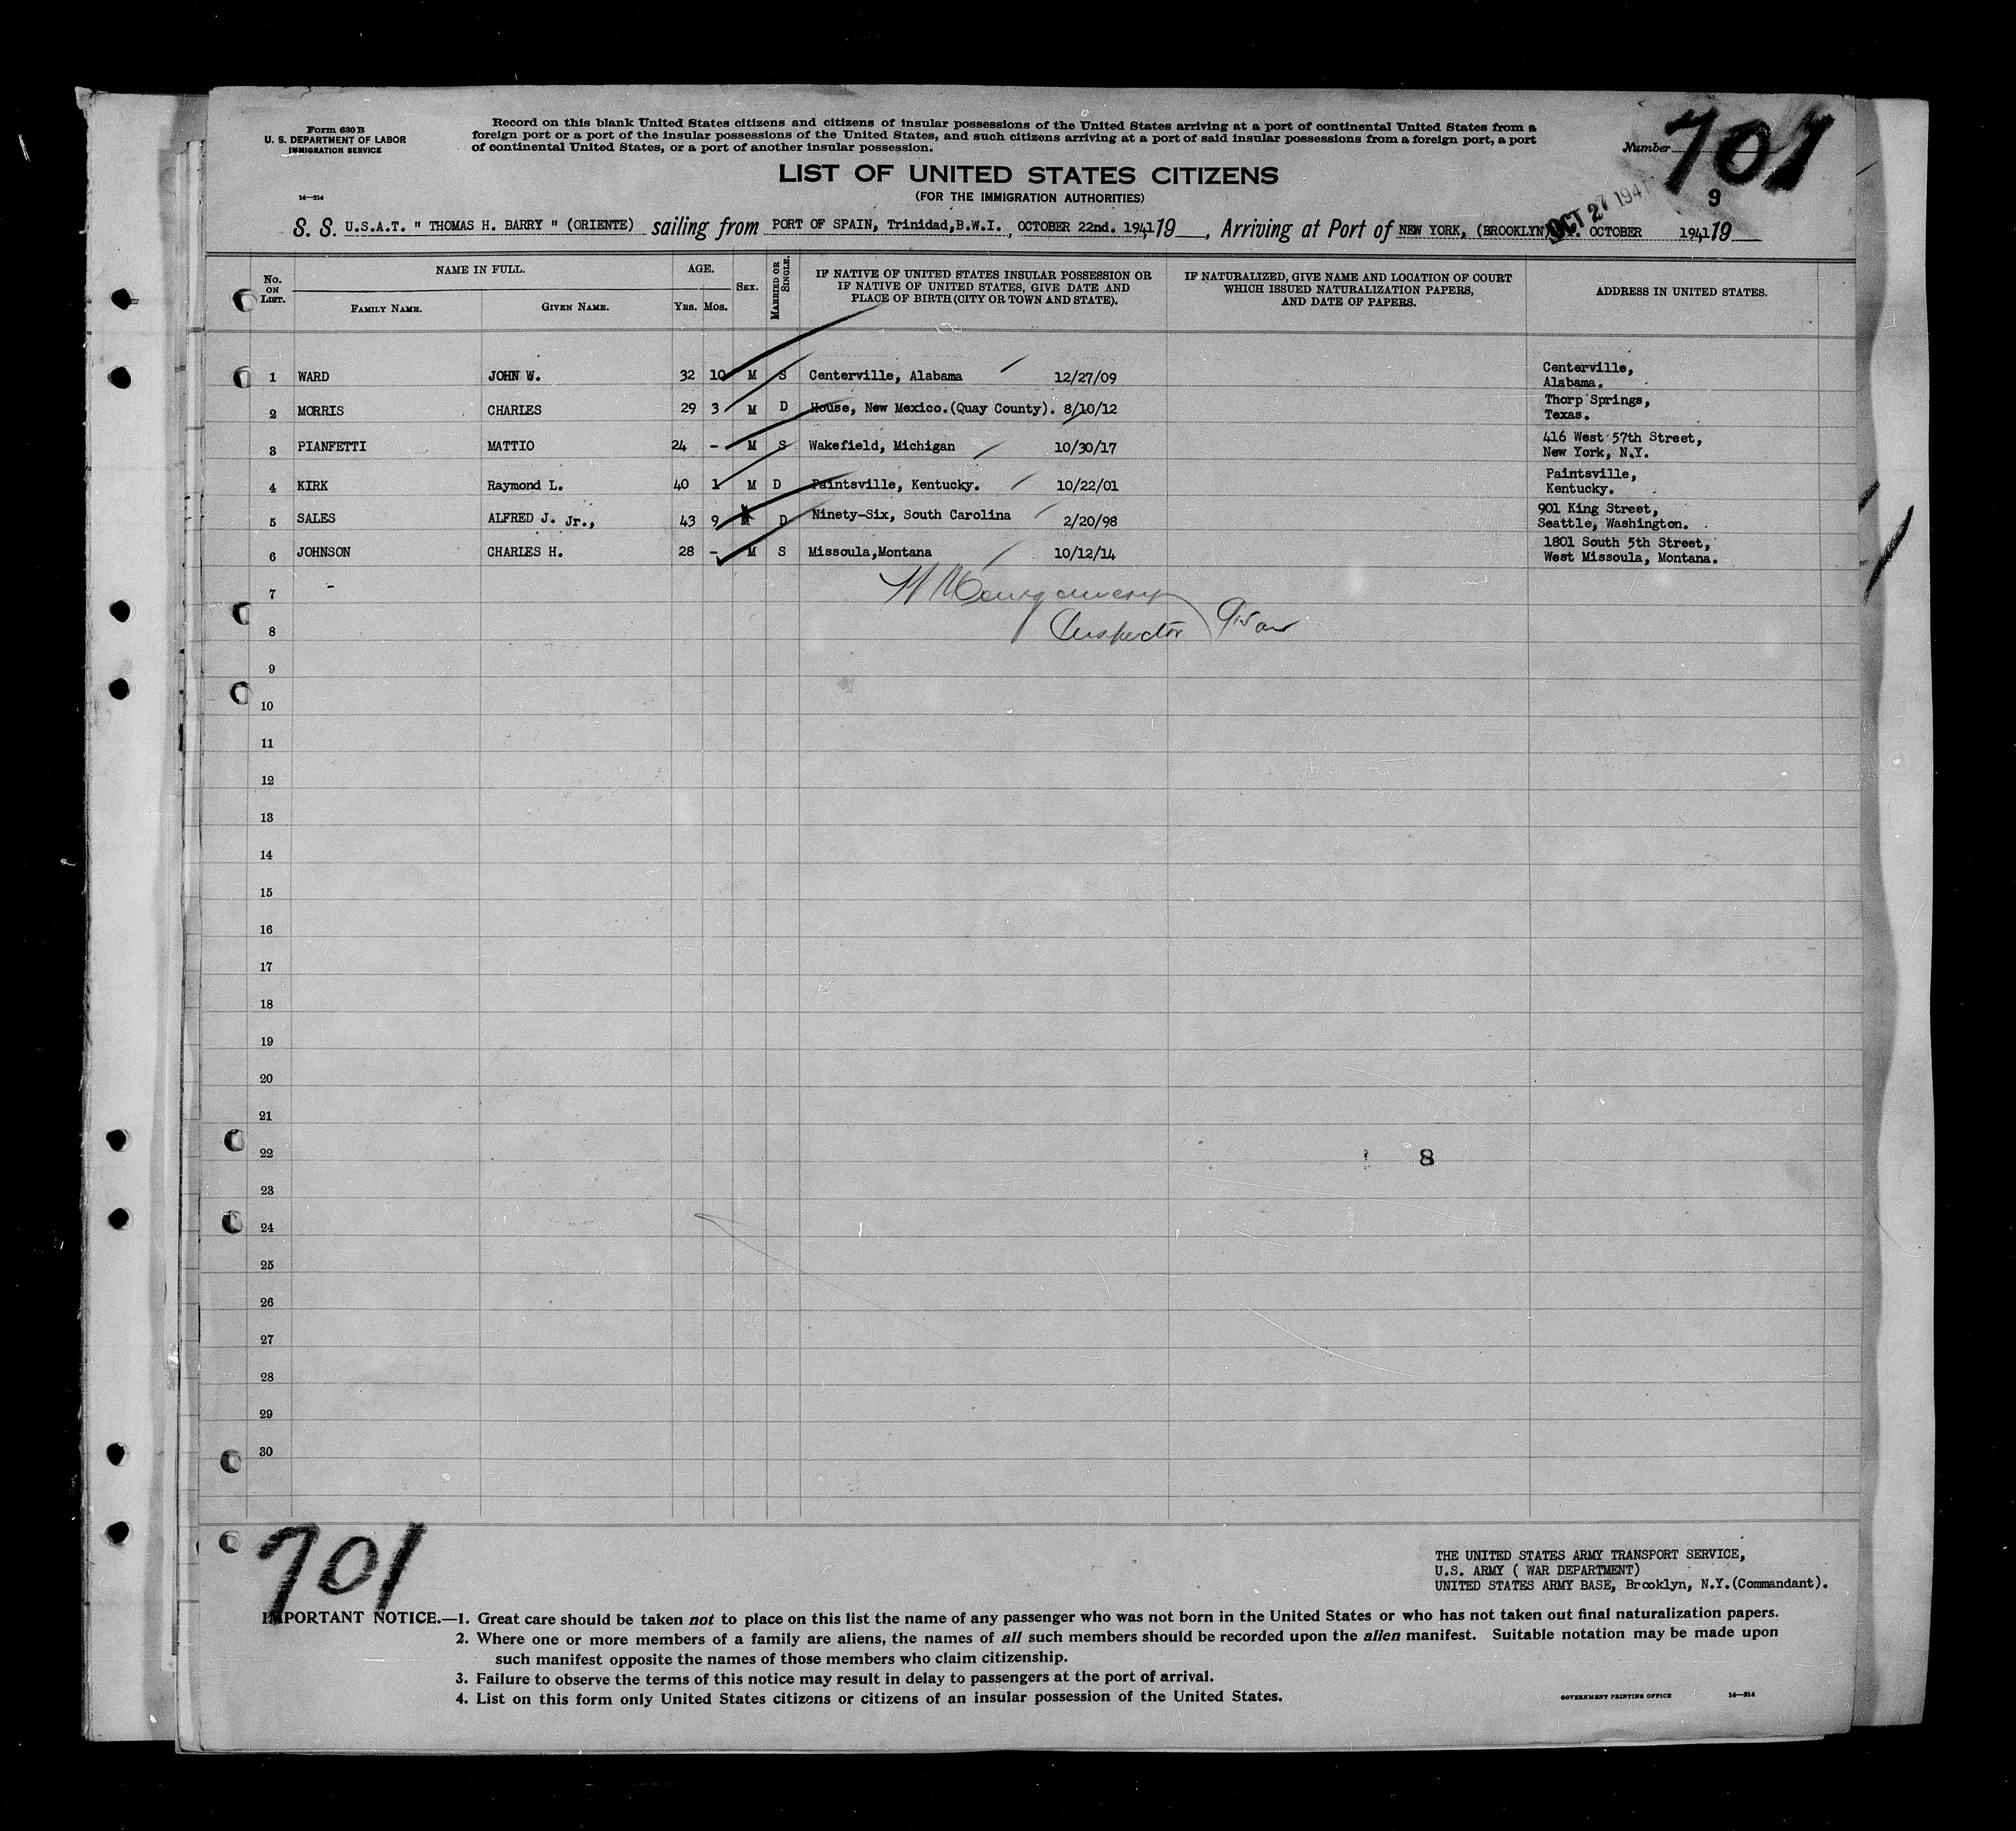 Form 630 B
U. S. DEPARTMENT OF LABOR
IMMIGRATION SERVICE
14—214
Record on this blank United States citizens and citizens of insular possessions of the United States arriving at a port of continental United States from a
foreign port or a port of the insular possessions of the United States, and such citizens arriving at a port of said insular possessions from a foreign port, a port
of continental United States, or a port of another insular possession.
Number 701
LIST OF UNITED STATES CITIZENS
(FOR THE IMMIGRATION AUTHORITIES)
OCT 27 1941
9
S. S. U.S.A.T. " THOMAS H. BARRY " (ORIENTE) sailing from PORT OF SPAIN, Trinidad,B.W.I., OCTOBER 22nd. 1941 19 , Arriving at Port of NEW YORK, (BROOKLYN) OCTOBER 1941 19
No. ON LIST. NAME IN FULL. AGE. SEX. MARRIED OR SINGLE. IF NATIVE OF UNITED STATES INSULAR POSSESSION OR IF NATIVE OF UNITED STATES, GIVE DATE AND PLACE OF BIRTH (CITY OR TOWN AND STATE). IF NATURALIZED, GIVE NAME AND LOCATION OF COURT WHICH ISSUED NATURALIZATION PAPERS, AND DATE OF PAPERS. ADDRESS IN UNITED STATES.
FAMILY NAME. GIVEN NAME. YRS. MOS.
1 WARD JOHN W. 32 10 M S Centerville, Alabama 12/27/09 Centerville, Alabama.
2 MORRIS CHARLES 29 3 M D House, New Mexico.(Quay County). 8/10/12 Thorp Springs, Texas.
3 PIANFETTI MATTIO 24 - M S Wakefield, Michigan 10/30/17 416 West 57th Street, New York, N.Y.
4 KIRK Raymond L. 40 1 M D Paintsville, Kentucky. 10/22/01 Paintsville, Kentucky.
5 SALES ALFRED J. Jr., 43 9 M D Ninety-Six, South Carolina 2/20/98 901 King Street, Seattle, Washington.
6 JOHNSON CHARLES H. 28 - M S Missoula,Montana 10/12/14 1801 South 5th Street, West Missoula, Montana.
7
8 Inspector
9
10
11
12
13
14
15
16
17
18
19
20
21
22 8
23
24
25
26
27
28
29
30
701
THE UNITED STATES ARMY TRANSPORT SERVICE,
U.S. ARMY ( WAR DEPARTMENT)
UNITED STATES ARMY BASE, Brooklyn, N.Y.(Commandant).
IMPORTANT NOTICE.—1. Great care should be taken not to place on this list the name of any passenger who was not born in the United States or who has not taken out final naturalization papers.
2. Where one or more members of a family are aliens, the names of all such members should be recorded upon the alien manifest. Suitable notation may be made upon
such manifest opposite the names of those members who claim citizenship.
3. Failure to observe the terms of this notice may result in delay to passengers at the port of arrival.
4. List on this form only United States citizens or citizens of an insular possession of the United States.
GOVERNMENT PRINTING OFFICE 14—214